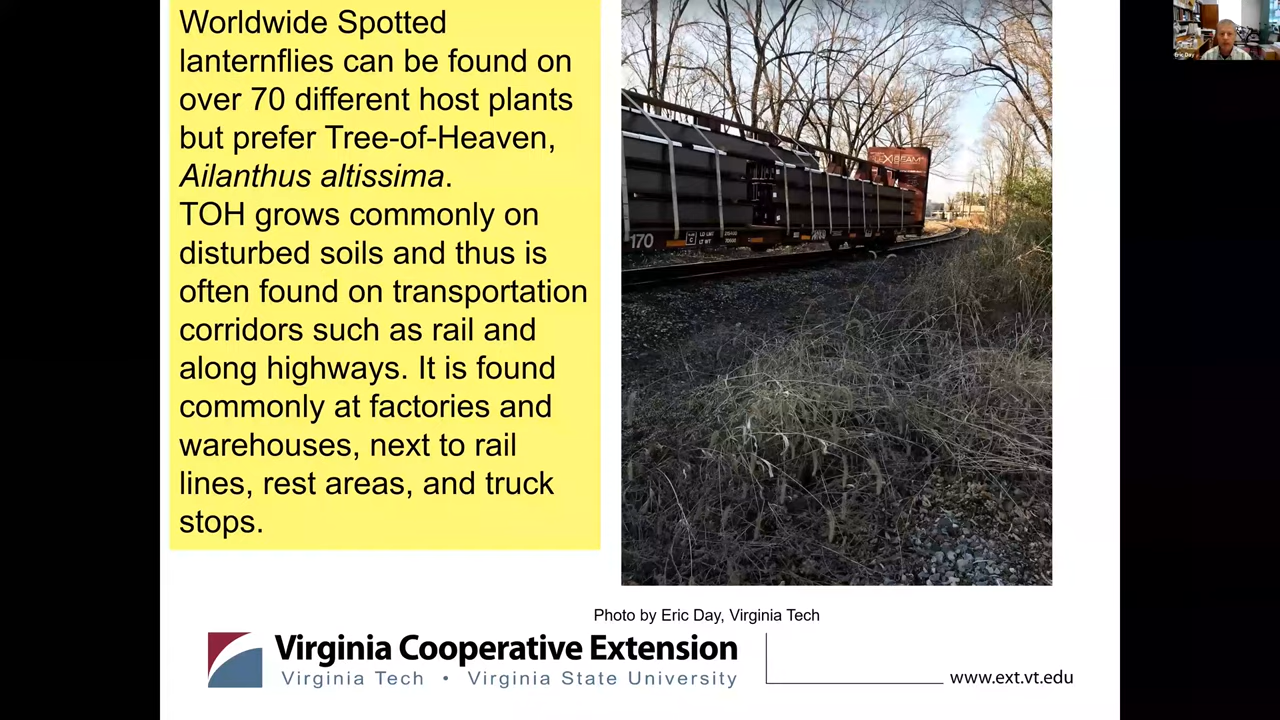 Worldwide Spotted
lanternflies can be found on
over 70 different host plants
but prefer Tree-of-Heaven,
Ailanthus altissima.
TOH grows commonly on
disturbed soils and thus is
often found on transportation
corridors such as rail and
along highways. It is found
commonly at factories and
warehouses, next to rail
lines, rest areas, and truck
stops.
170
Photo by Eric Day, Virginia Tech
Virginia Cooperative Extension
Virginia Tech • Virginia State University
www.ext.vt.edu
Eric Day